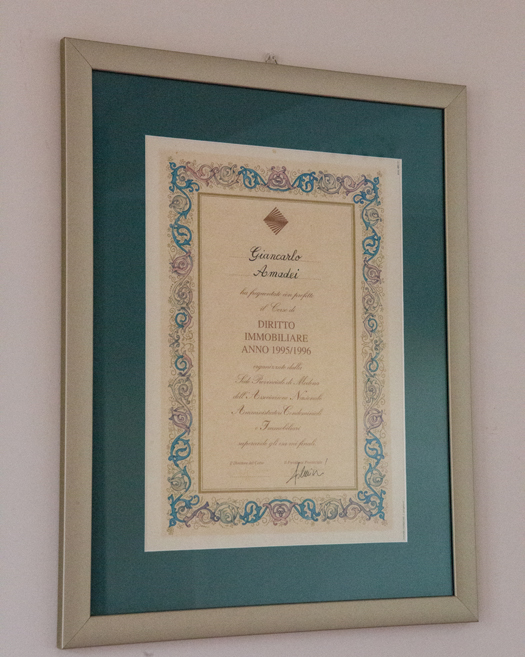 Giancarlo
Amadei
ha frequentato con profitto
il Corso di
DIRITTO
IMMOBILIARE
ANNO 1995/1996
organizzato dalla
Sede Provinciale di Modena
dell'Associazione Nazionale
Amministratori Condominiali
e Immobiliari
superando gli esami finali.